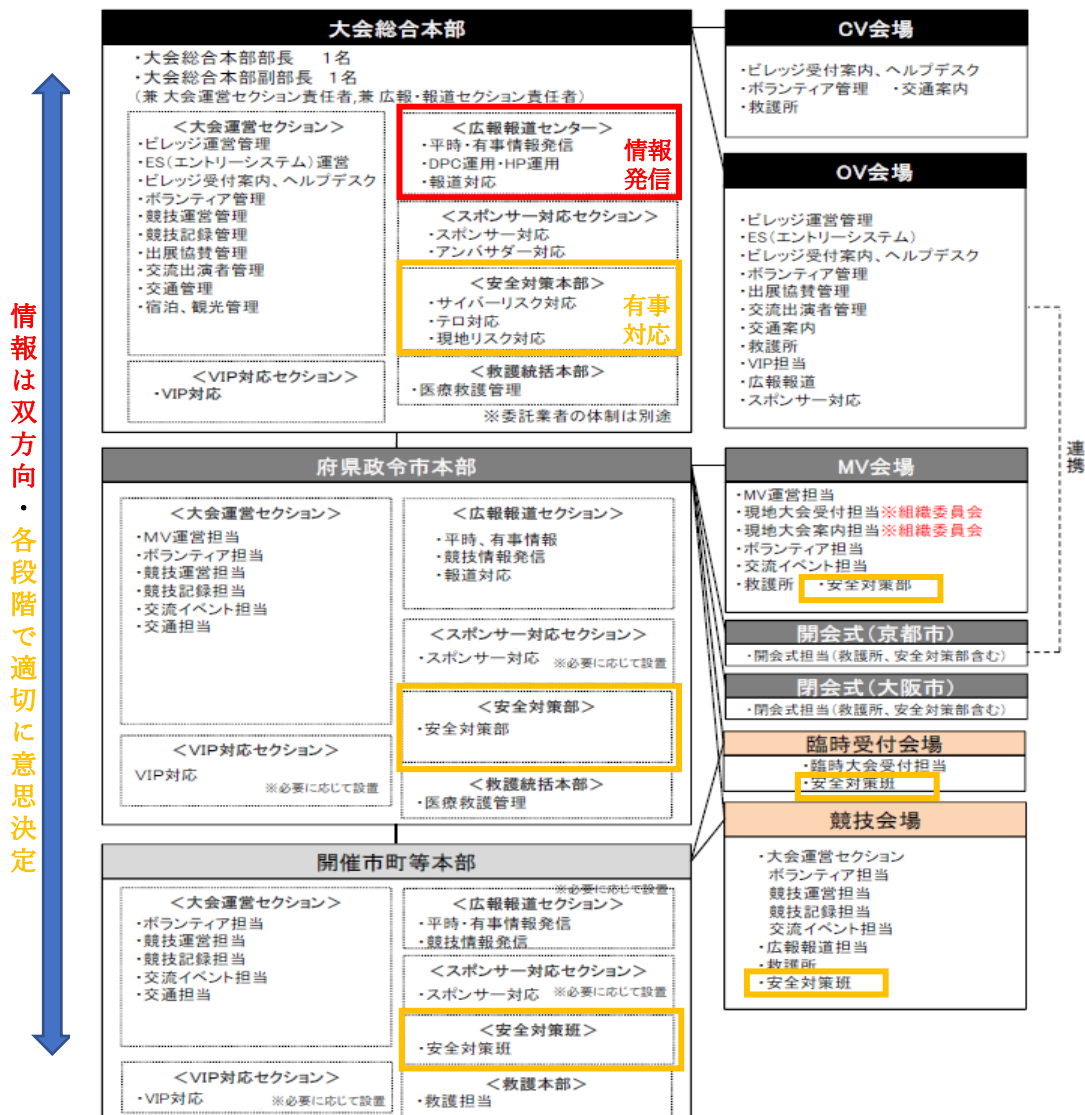 情報は双方向・各段階で適切に意思決定
大会総合本部
・大会総合本部部長 1名
・大会総合本部副部長 1名
（兼 大会運営セクション責任者,兼 広報・報道セクション責任者）
＜大会運営セクション＞
・ビレッジ運営管理
・ES(エントリーシステム)運営
・ビレッジ受付案内、ヘルプデスク
・ボランティア管理
・競技運営管理
・競技記録管理
・出展協賛管理
・交流出演者管理
・交通管理
・宿泊、観光管理
＜VIP対応セクション＞
・VIP対応
＜広報報道センター＞
・平時・有事情報発信
・DPC運用・HP運用
・報道対応
情報
発信
＜スポンサー対応セクション＞
・スポンサー対応
・アンバサダー対応
＜安全対策本部＞
・サイバーリスク対応
・テロ対応
・現地リスク対応
有事
対応
＜救護統括本部＞
・医療救護管理
※委託業者の体制は別途
府県政令市本部
＜大会運営セクション＞
・MV運営担当
・ボランティア担当
・競技運営担当
・競技記録担当
・交流イベント担当
・交通担当
＜VIP対応セクション＞
VIP対応
※必要に応じて設置
＜広報報道セクション＞
・平時、有事情報
・競技情報発信
・報道対応
＜スポンサー対応セクション＞
・スポンサー対応 ※必要に応じて設置
＜安全対策部＞
・安全対策部
＜救護統括本部＞
・医療救護管理
開催市町等本部
＜大会運営セクション＞
・ボランティア担当
・競技運営担当
・競技記録担当
・交流イベント担当
・交通担当
＜VIP対応セクション＞
・VIP対応 ※必要に応じて設置
※必要に応じて設置
＜広報報道セクション＞
・平時・有事情報発信
・競技情報発信
＜スポンサー対応セクション＞
・スポンサー対応 ※必要に応じて設置
＜安全対策班＞
・安全対策班
＜救護本部＞
・救護担当
CV会場
・ビレッジ受付案内、ヘルプデスク
・ボランティア管理 ・交通案内
・救護所
OV会場
・ビレッジ運営管理
・ES(エントリーシステム)
・ビレッジ受付案内、ヘルプデスク
・ボランティア管理
・出展協賛管理
・交流出演者管理
・交通案内
・救護所
・VIP担当
・広報報道
・スポンサー対応
連携
MV会場
・MV運営担当
・現地大会受付担当※組織委員会
・現地大会案内担当※組織委員会
・ボランティア担当
・交流イベント担当
・救護所 ・安全対策部
開会式(京都市)
・開会式担当(救護所、安全対策部含む)
閉会式(大阪市)
・閉会式担当(救護所、安全対策部含む)
臨時受付会場
・臨時大会受付担当
・安全対策班
競技会場
・大会運営セクション
ボランティア担当
競技運営担当
競技記録担当
交流イベント担当
・広報報道担当
・救護所
・安全対策班